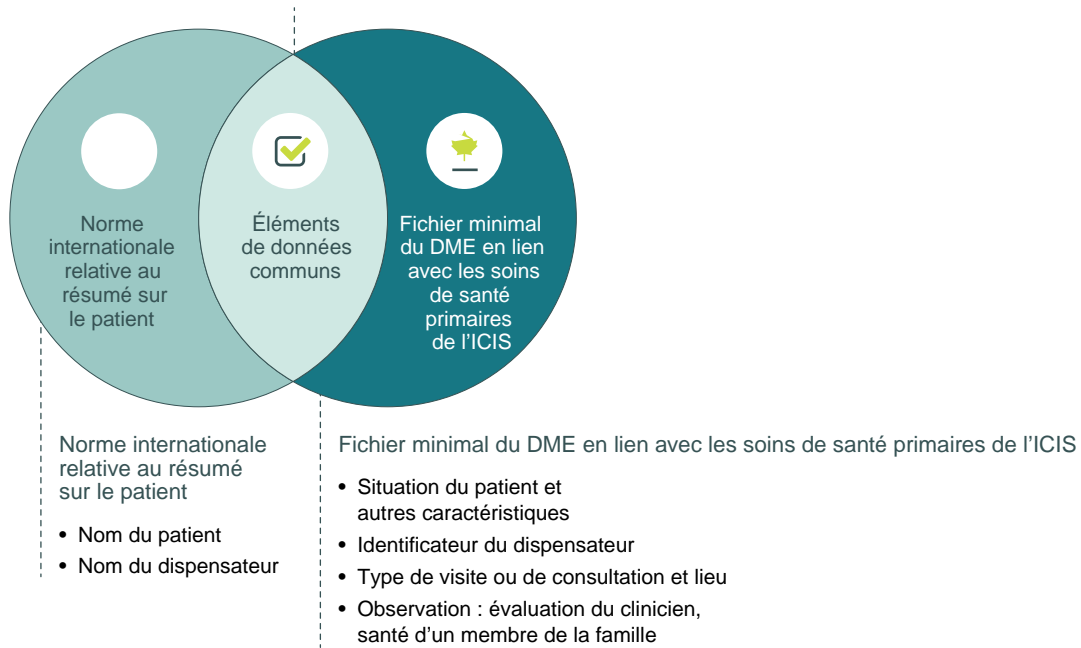 Norme
internationale
relative au
résumé sur
le patient
Éléments
de données
communs
Fichier minimal
du DME en lien
avec les soins
de santé
primaires
de l'ICIS
Norme internationale
relative au résumé
sur le patient
• Nom du patient
• Nom du dispensateur
Fichier minimal du DME en lien avec les soins de santé primaires de l'ICIS
• Situation du patient et
autres caractéristiques
• Identificateur du dispensateur
• Type de visite ou de consultation et lieu
• Observation : évaluation du clinicien,
santé d'un membre de la famille